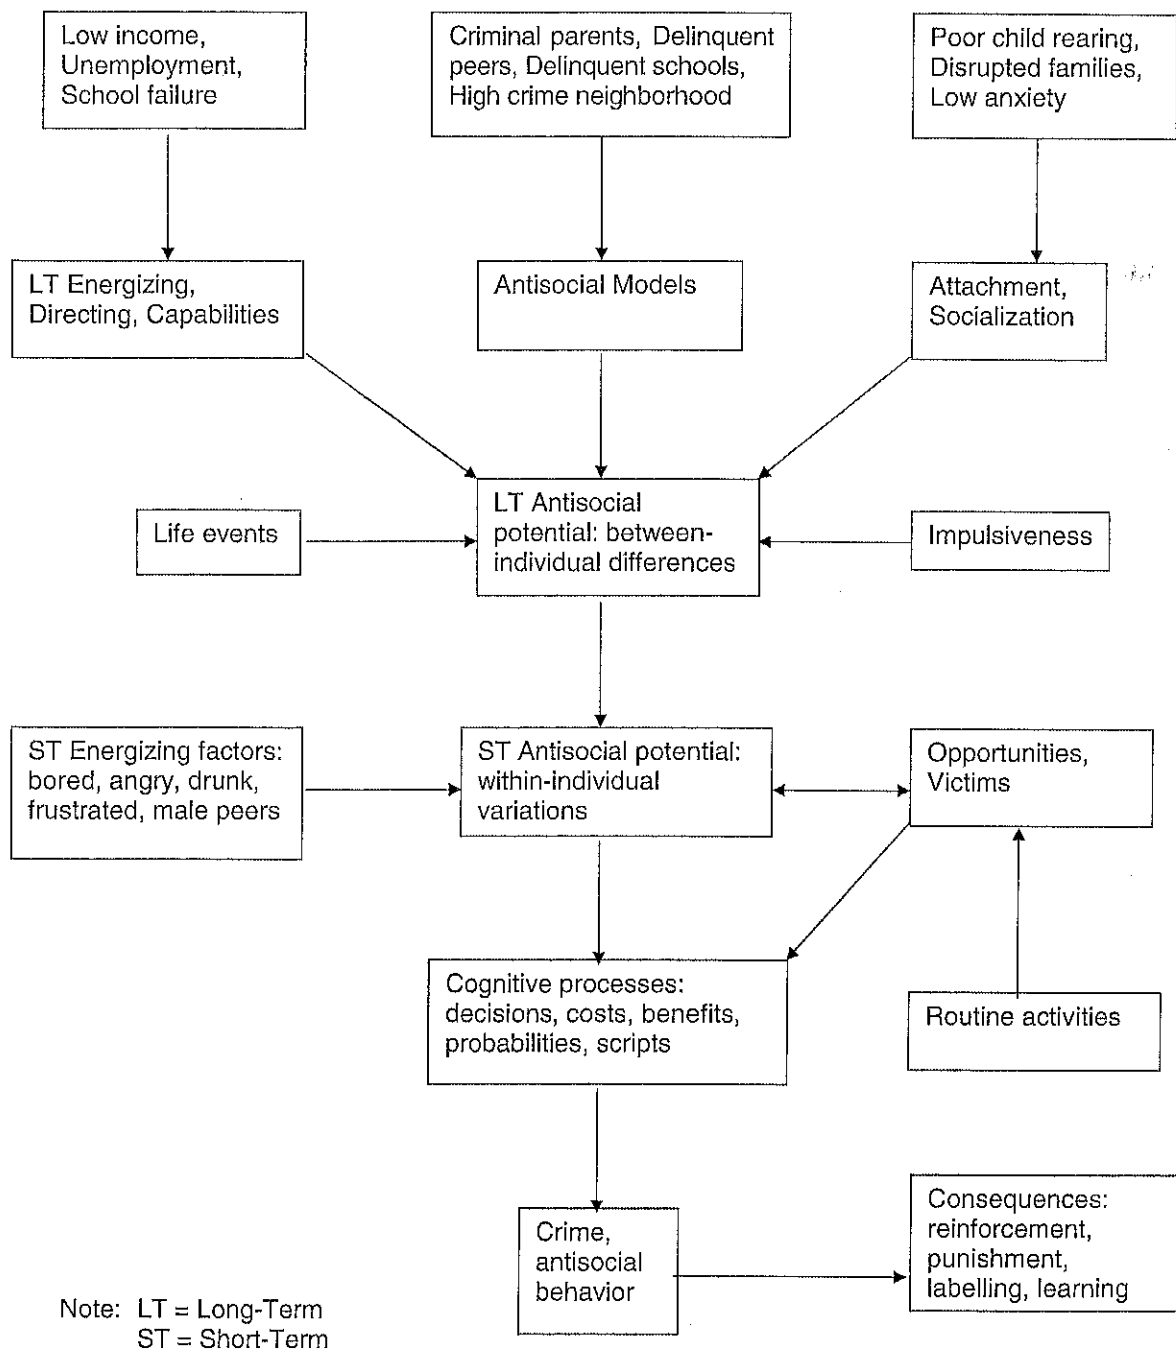 Low income,
Unemployment,
School failure
Criminal parents, Delinquent
peers, Delinquent schools,
High crime neighborhood
Poor child rearing,
Disrupted families,
Low anxiety
LT Energizing,
Directing, Capabilities
Antisocial Models
Attachment,
Socialization
Life events
LT Antisocial
potential: between-
individual differences
Impulsiveness
ST Energizing factors:
bored, angry, drunk,
frustrated, male peers
ST Antisocial potential:
within-individual
variations
Opportunities,
Victims
Cognitive processes:
decisions, costs, benefits,
probabilities, scripts
Routine activities
Crime,
antisocial
behavior
Consequences:
reinforcement,
punishment,
labelling, learning
Note: LT = Long-Term
ST = Short-Term